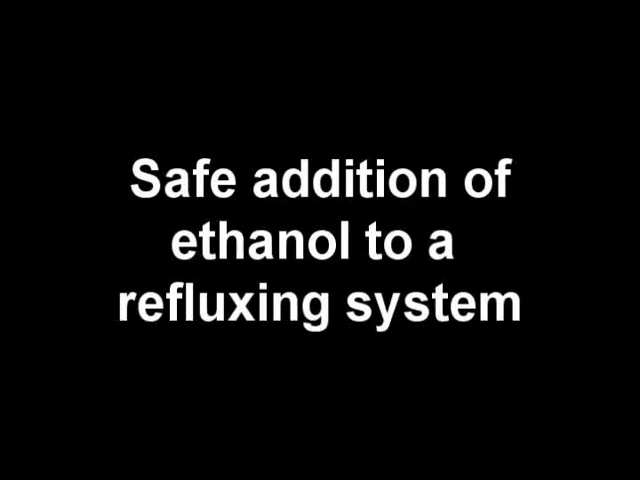 Safe addition of
ethanol to a
refluxing system